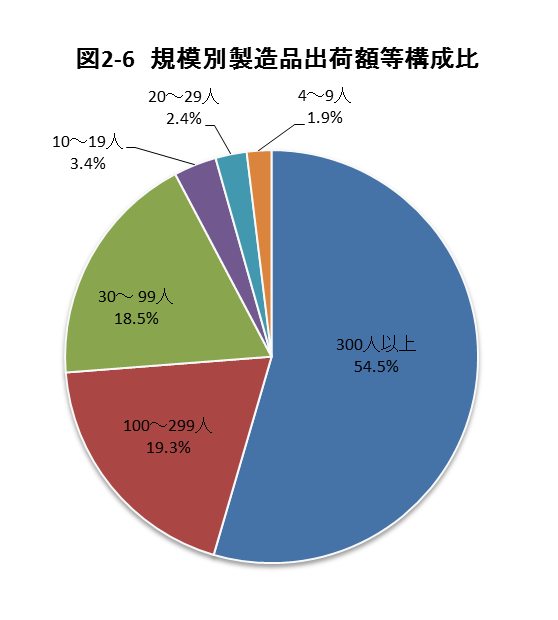 図2-6 規模別製造品出荷額等構成比
20～29人
2.4%
4～9人
1.9%
10～19人
3.4%
30～ 99人
18.5%
300人以上
54.5%
100～299人
19.3%